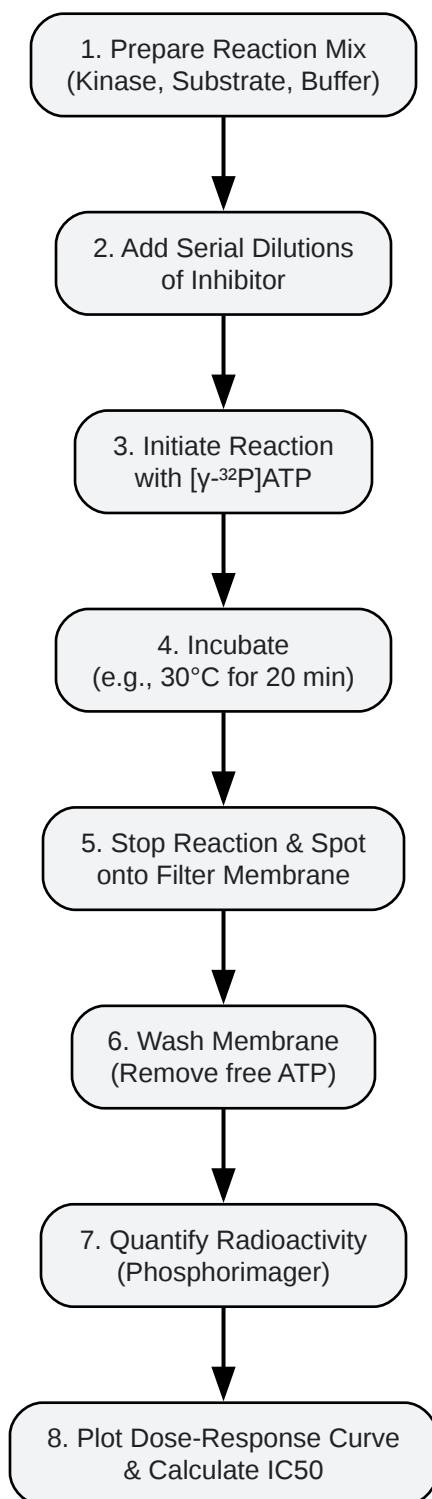 1. Prepare Reaction Mix
(Kinase, Substrate, Buffer)
2. Add Serial Dilutions
of Inhibitor
3. Initiate Reaction
with [γ-³²P]ATP
4. Incubate
(e.g., 30°C for 20 min)
5. Stop Reaction & Spot
onto Filter Membrane
6. Wash Membrane
(Remove free ATP)
7. Quantify Radioactivity
(Phosphorimager)
8. Plot Dose-Response Curve
& Calculate IC50